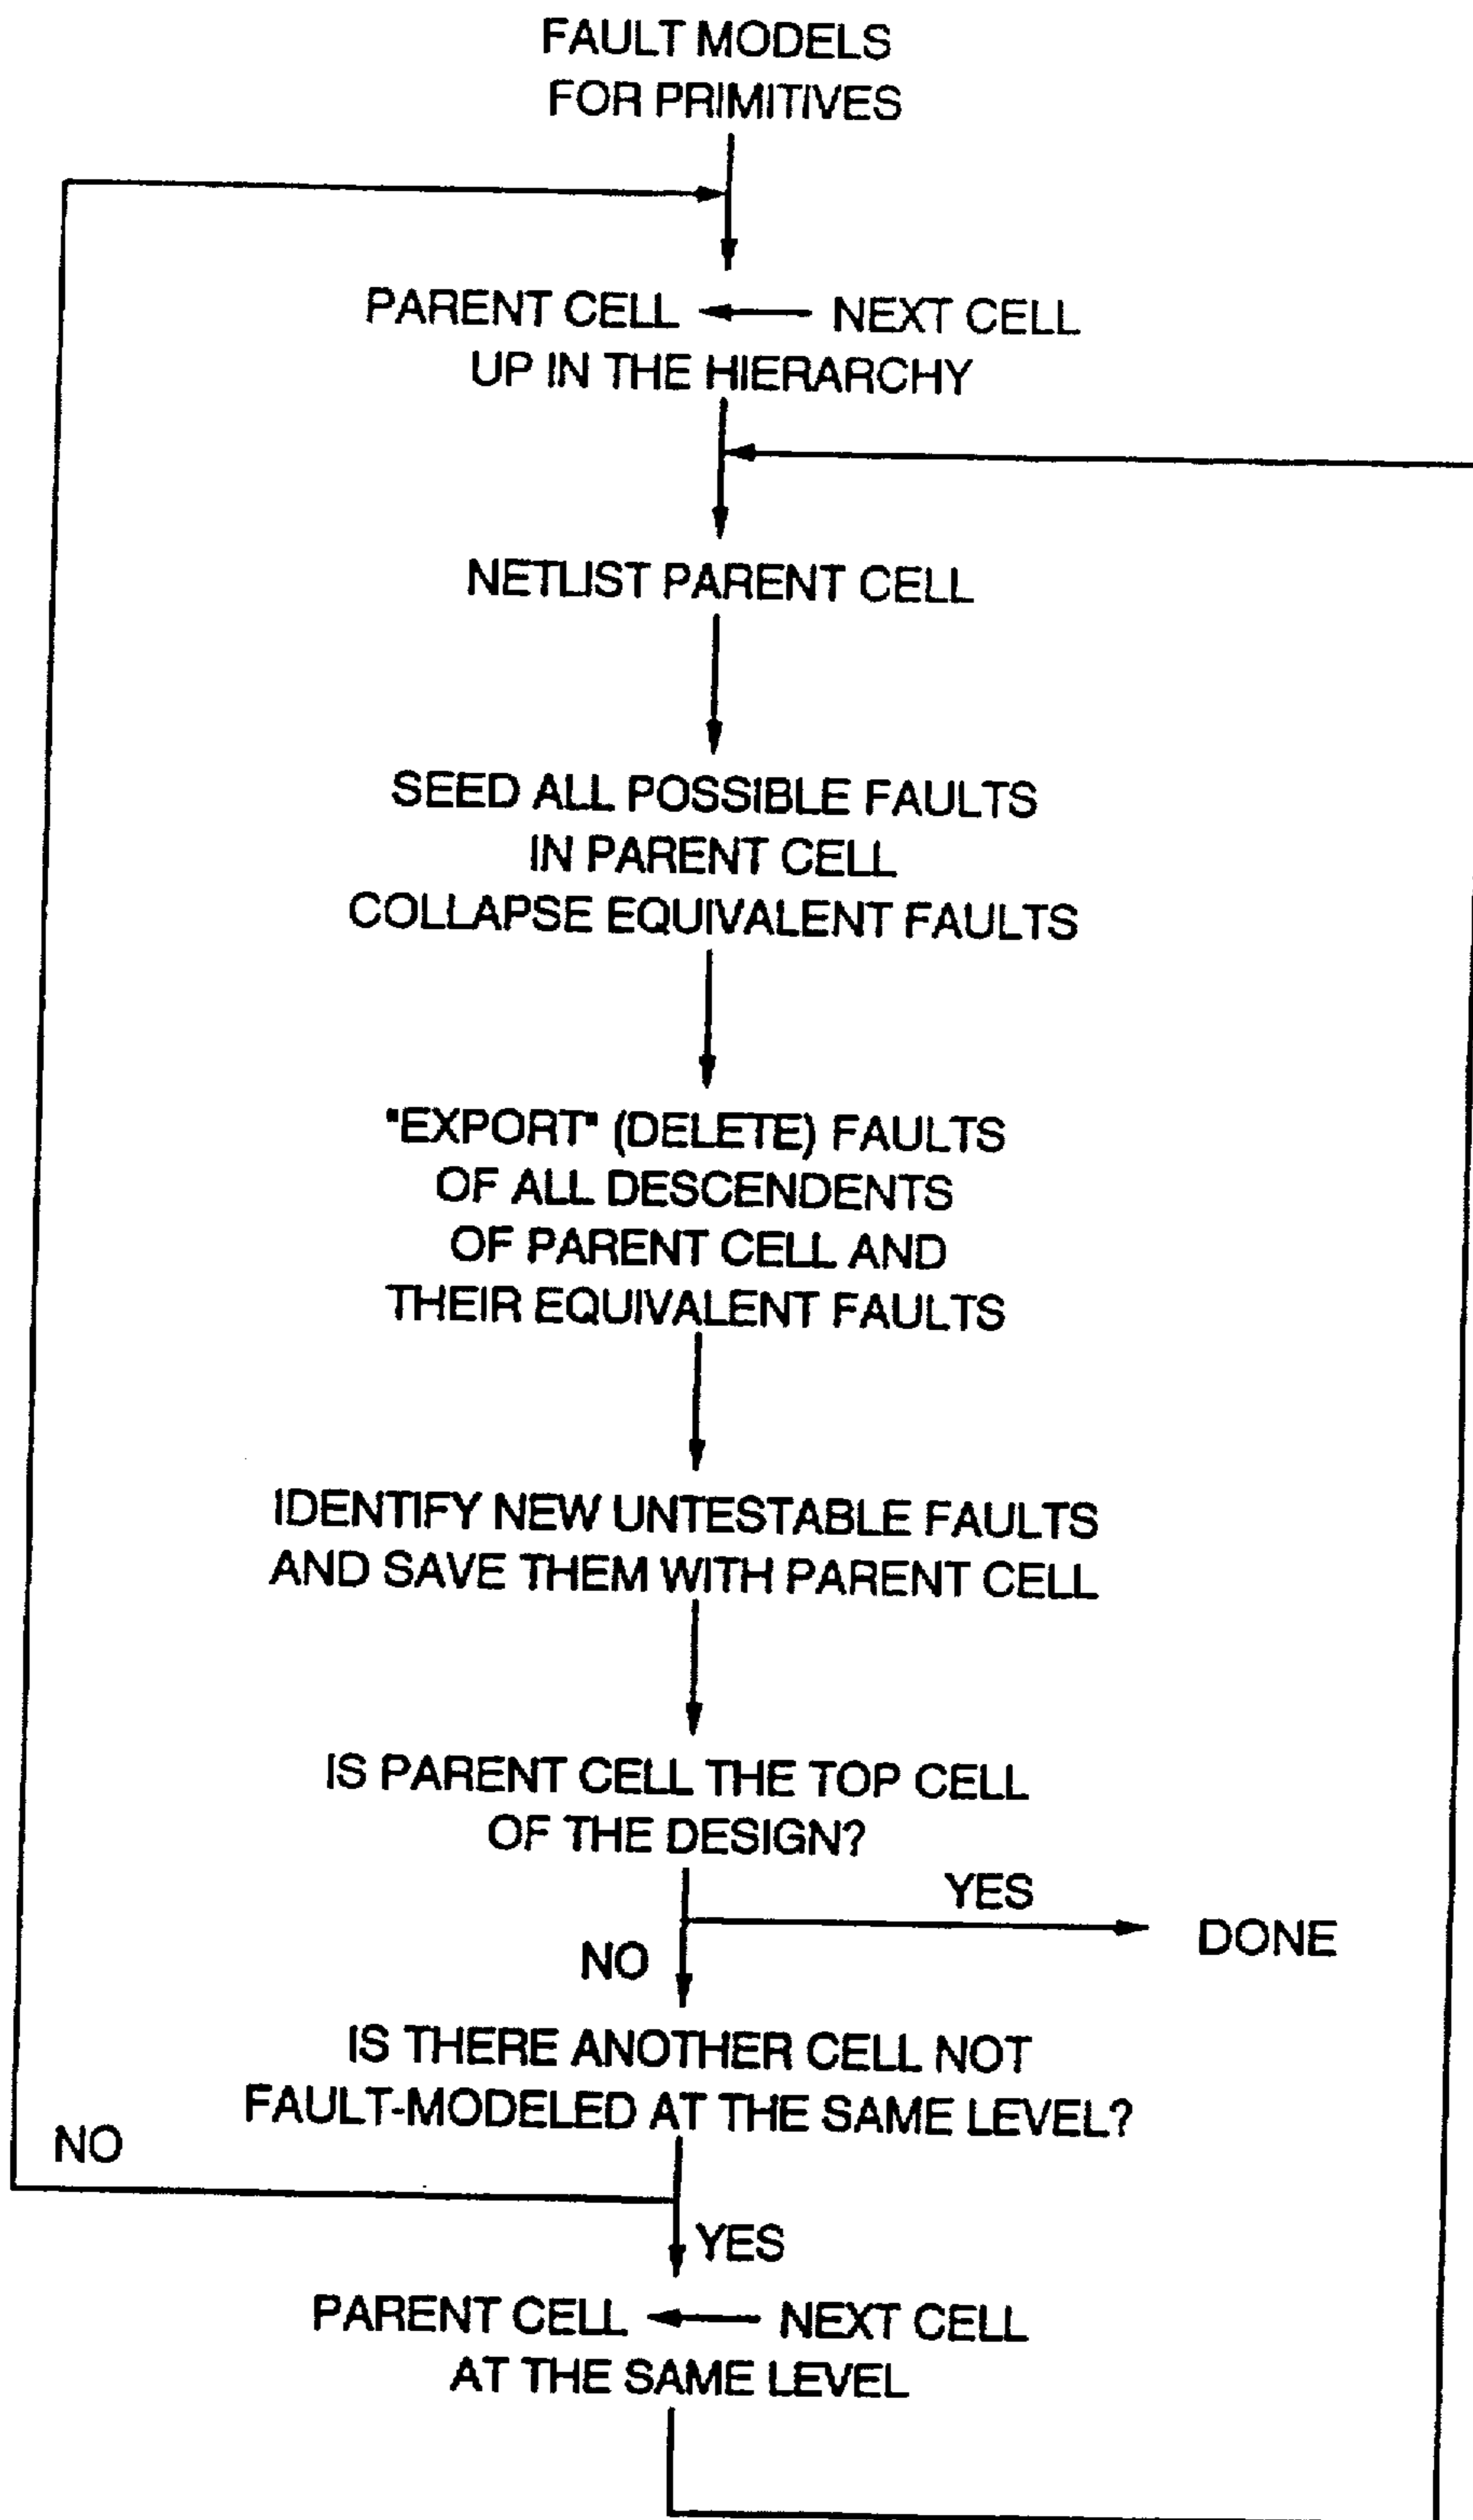 FAULT MODELS
FOR PRIMITIVES
PARENT CELL ← NEXT CELL
UP IN THE HIERARCHY
NETLIST PARENT CELL
SEED ALL POSSIBLE FAULTS
IN PARENT CELL
COLLAPSE EQUIVALENT FAULTS
"EXPORT" (DELETE) FAULTS
OF ALL DESCENDENTS
OF PARENT CELL AND
THEIR EQUIVALENT FAULTS
IDENTIFY NEW UNTESTABLE FAULTS
AND SAVE THEM WITH PARENT CELL
IS PARENT CELL THE TOP CELL
OF THE DESIGN?
YES
DONE
NO
IS THERE ANOTHER CELL NOT
FAULT-MODELED AT THE SAME LEVEL?
NO
YES
PARENT CELL ← NEXT CELL
AT THE SAME LEVEL